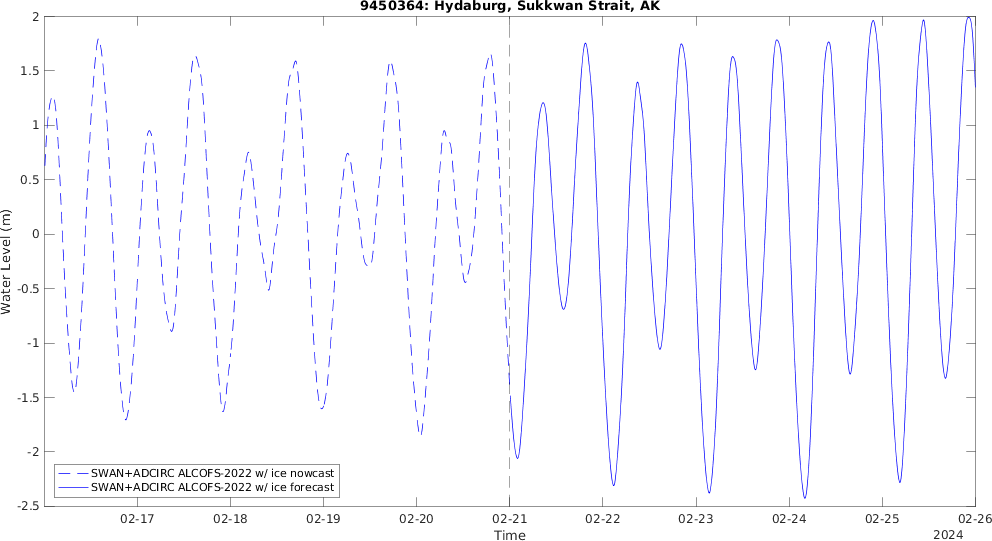 9450364: Hydaburg, Sukkwan Strait, AK
Water Level (m)
2
1.5
1
0.5
0
-0.5
-1
-1.5
-2
-2.5
SWAN+ADCIRC ALCOFS-2022 w/ ice nowcast
SWAN+ADCIRC ALCOFS-2022 w/ ice forecast
02-17 02-18 02-19 02-20 02-21 02-22 02-23 02-24 02-25 02-26
Time
2024